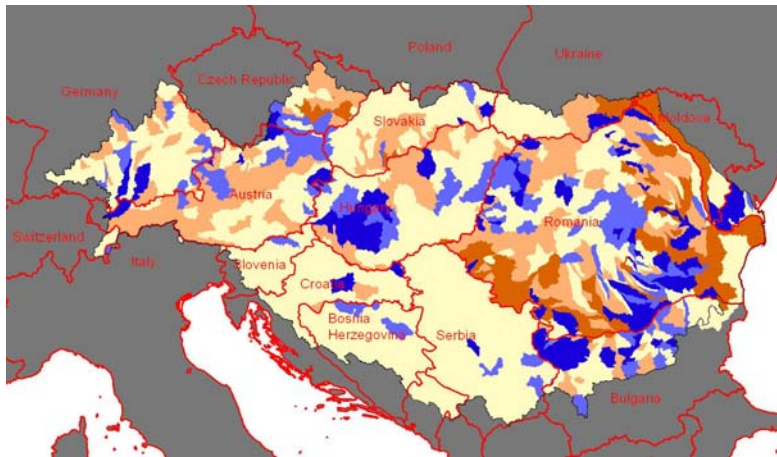 Poland
Ukraine
Czech Republic
Germany
Moldova
Slovakia
Austria
Hungary
Romania
Switzerland
Italy
Slovenia
Croatia
Bosnia
Herzegovina
Serbia
Bulgaria